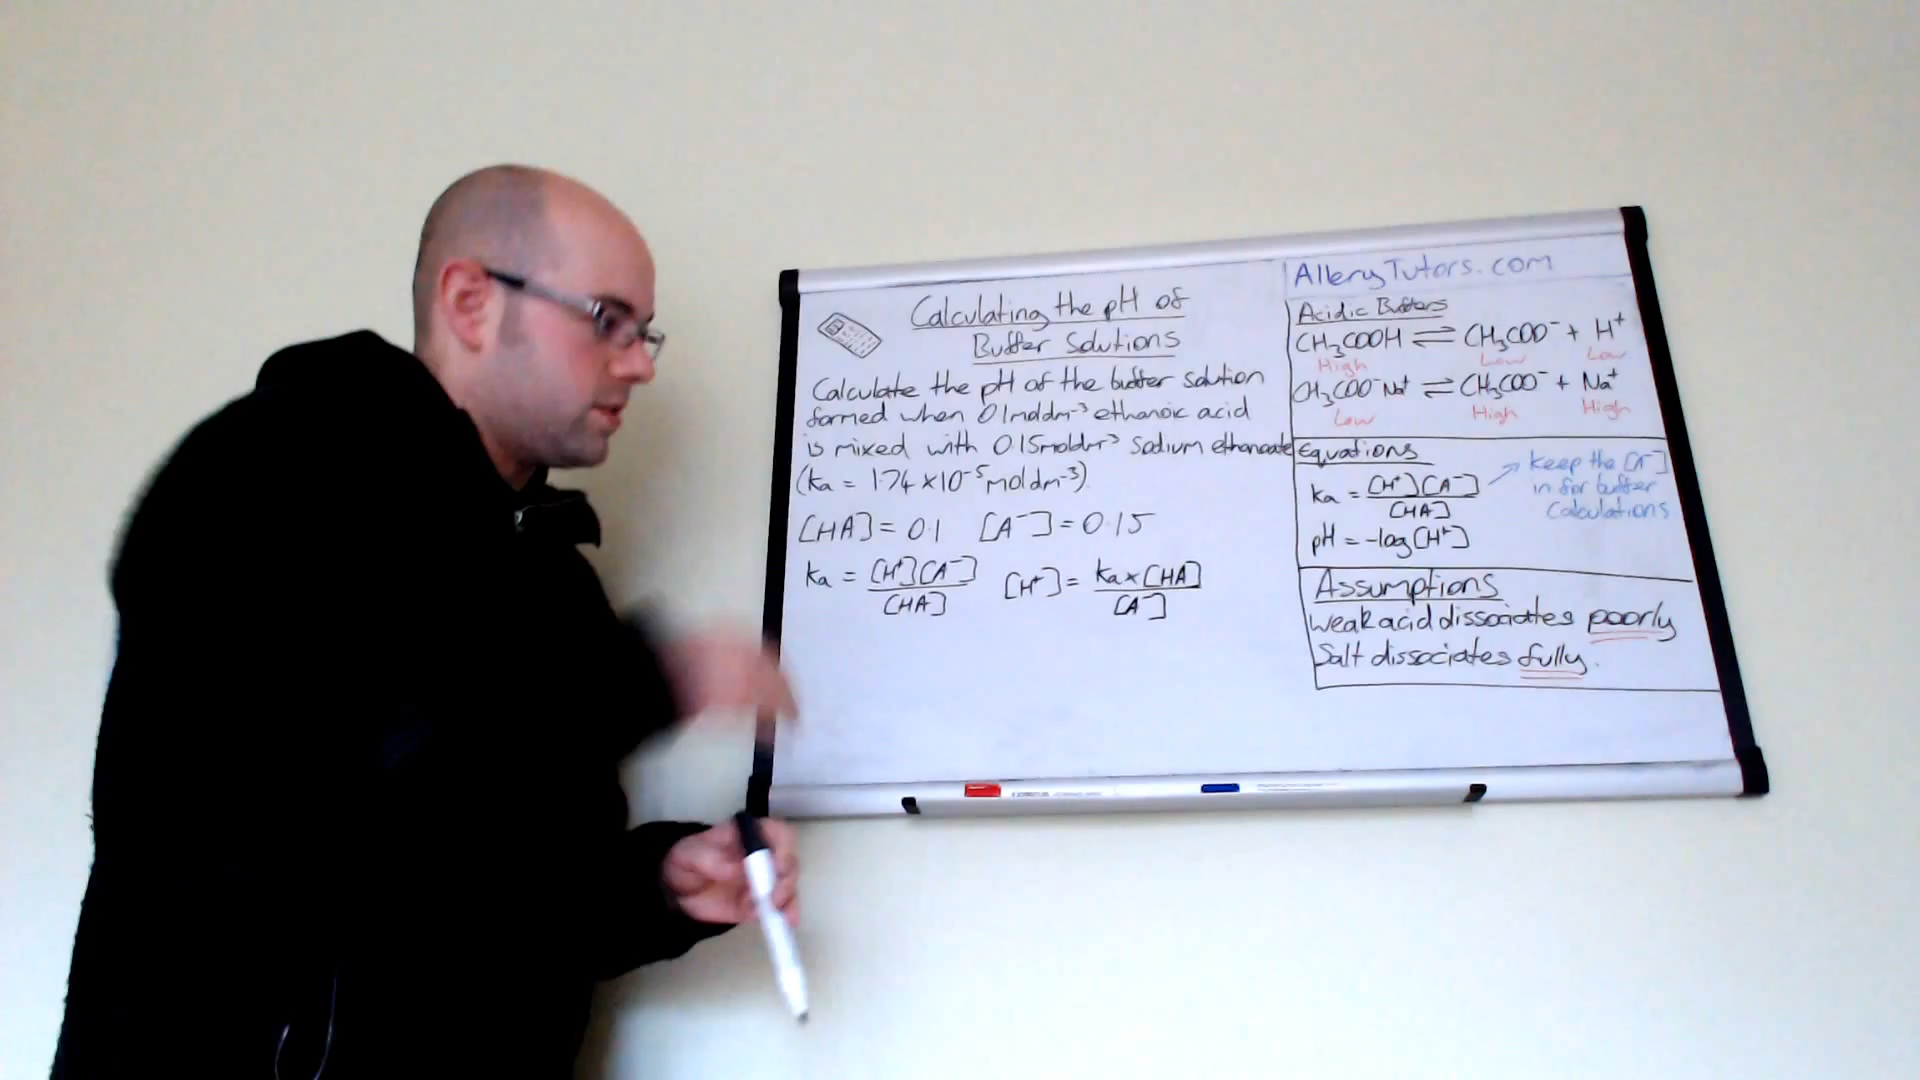 Calculating the pH of
Buffer Solutions
Calculate the pH of the buffer solution
formed when 0.1moldm⁻³ ethanoic acid
is mixed with 0.15moldm⁻³ sodium ethanoate
(Ka = 1.74 × 10⁻⁵ moldm⁻³)
[HA] = 0.1 [A⁻] = 0.15
Ka = [H⁺][A⁻] / [HA] [H⁺] = Ka × [HA] / [A⁻]
AlleryTutors.com
Acidic Buffers
CH₃COOH ⇌ CH₃COO⁻ + H⁺
High Low Low
CH₃COO⁻Na⁺ ⇌ CH₃COO⁻ + Na⁺
Low High High
Equations
Ka = [H⁺][A⁻] / [HA]
pH = -log[H⁺]
Keep the [A⁻]
in for buffer
calculations
Assumptions
Weak acid dissociates poorly
Salt dissociates fully.